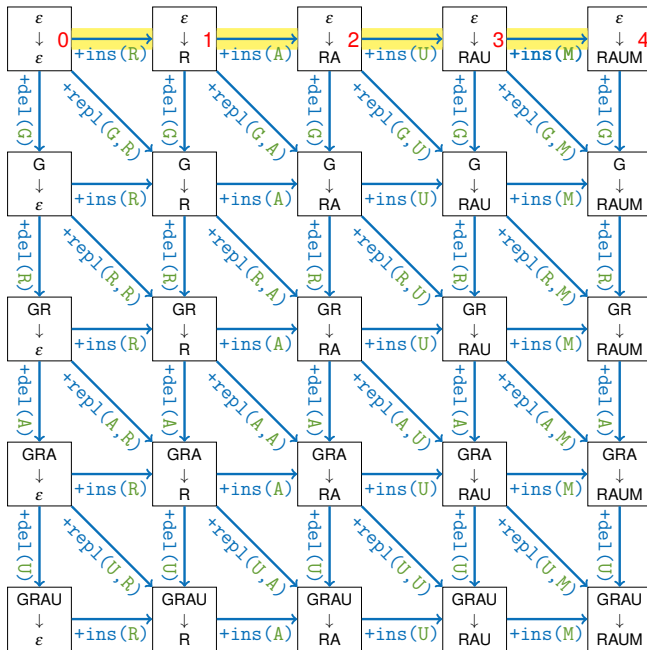 ε ε ε ε ε
↓ 0 ↓ 1 ↓ 2 ↓ 3 ↓ 4
ε +ins(R) R +ins(A) RA +ins(U) RAU +ins(M) RAUM
+del(G) +repl(G,R) +del(G) +repl(G,A) +del(G) +repl(G,U) +del(G) +repl(G,M) +del(G)
G G G G G
↓ ↓ ↓ ↓ ↓
ε +ins(R) R +ins(A) RA +ins(U) RAU +ins(M) RAUM
+del(R) +repl(R,R) +del(R) +repl(R,A) +del(R) +repl(R,U) +del(R) +repl(R,M) +del(R)
GR GR GR GR GR
↓ ↓ ↓ ↓ ↓
ε +ins(R) R +ins(A) RA +ins(U) RAU +ins(M) RAUM
+del(A) +repl(A,R) +del(A) +repl(A,A) +del(A) +repl(A,U) +del(A) +repl(A,M) +del(A)
GRA GRA GRA GRA GRA
↓ ↓ ↓ ↓ ↓
ε +ins(R) R +ins(A) RA +ins(U) RAU +ins(M) RAUM
+del(U) +repl(U,R) +del(U) +repl(U,A) +del(U) +repl(U,U) +del(U) +repl(U,M) +del(U)
GRAU GRAU GRAU GRAU GRAU
↓ ↓ ↓ ↓ ↓
ε +ins(R) R +ins(A) RA +ins(U) RAU +ins(M) RAUM